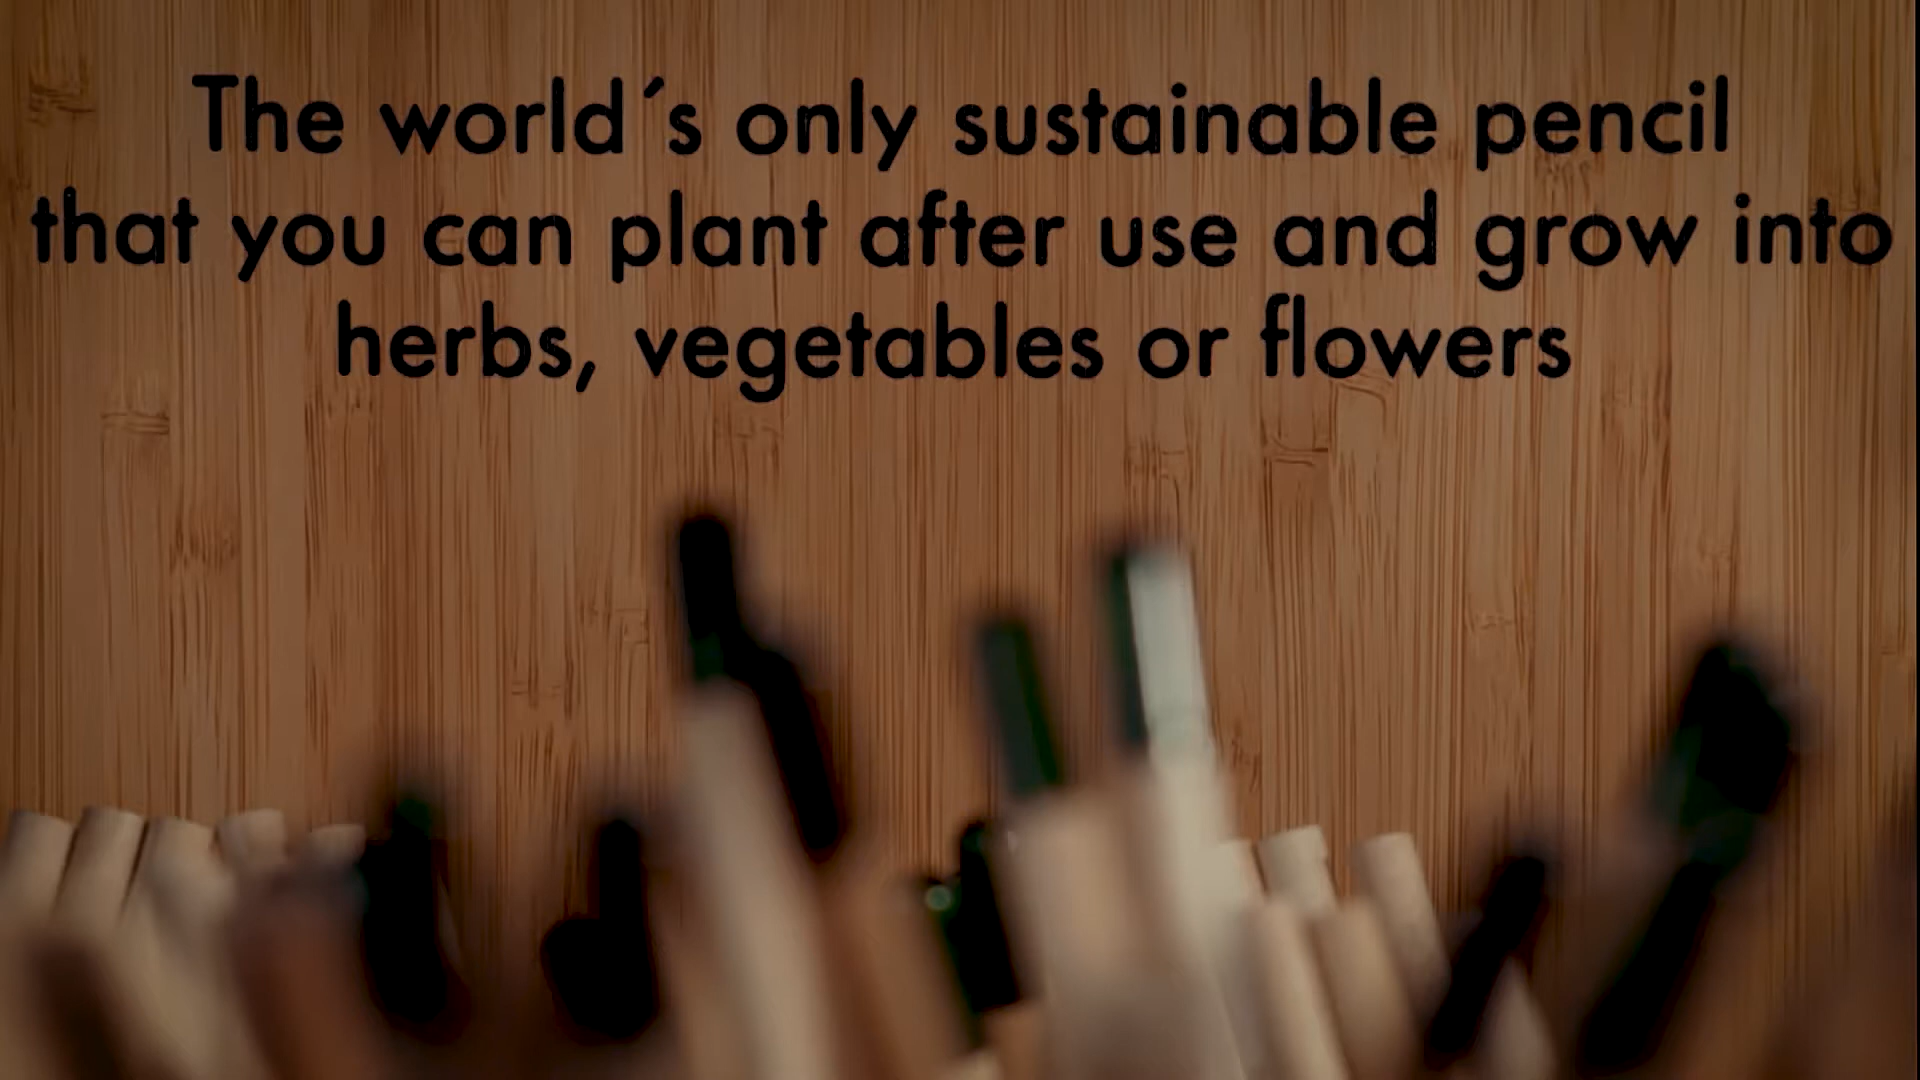 The world´s only sustainable pencil
that you can plant after use and grow into
herbs, vegetables or flowers